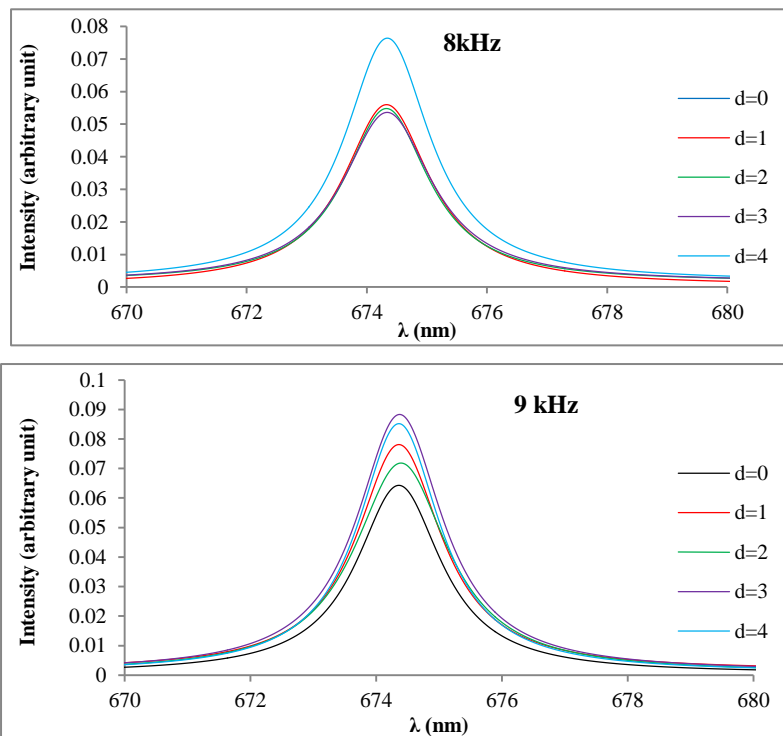 8kHz
Intensity (arbitrary unit)
0.08
0.07
0.06
0.05
0.04
0.03
0.02
0.01
0
670 672 674 676 678 680
λ (nm)
d=0
d=1
d=2
d=3
d=4
9 kHz
Intensity (arbitrary unit)
0.1
0.09
0.08
0.07
0.06
0.05
0.04
0.03
0.02
0.01
0
670 672 674 676 678 680
λ (nm)
d=0
d=1
d=2
d=3
d=4